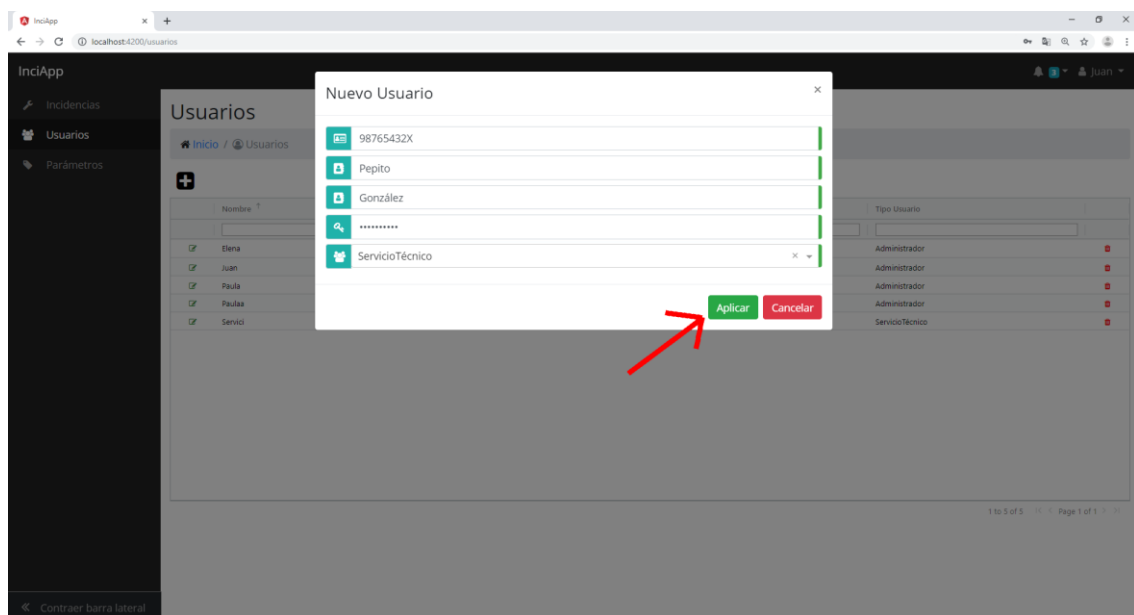 InciApp
localhost:4200/usuarios
InciApp
3
Juan
Incidencias
Usuarios
Parámetros
Contraer barra lateral
Usuarios
Inicio / Usuarios
Nombre
Tipo Usuario
Elena
Administrador
Juan
Administrador
Paula
Administrador
Paulaa
Administrador
Servici
ServicioTécnico
1 to 5 of 5
Page 1 of 1
Nuevo Usuario
98765432X
Pepito
González
••••••••••
ServicioTécnico
Aplicar
Cancelar